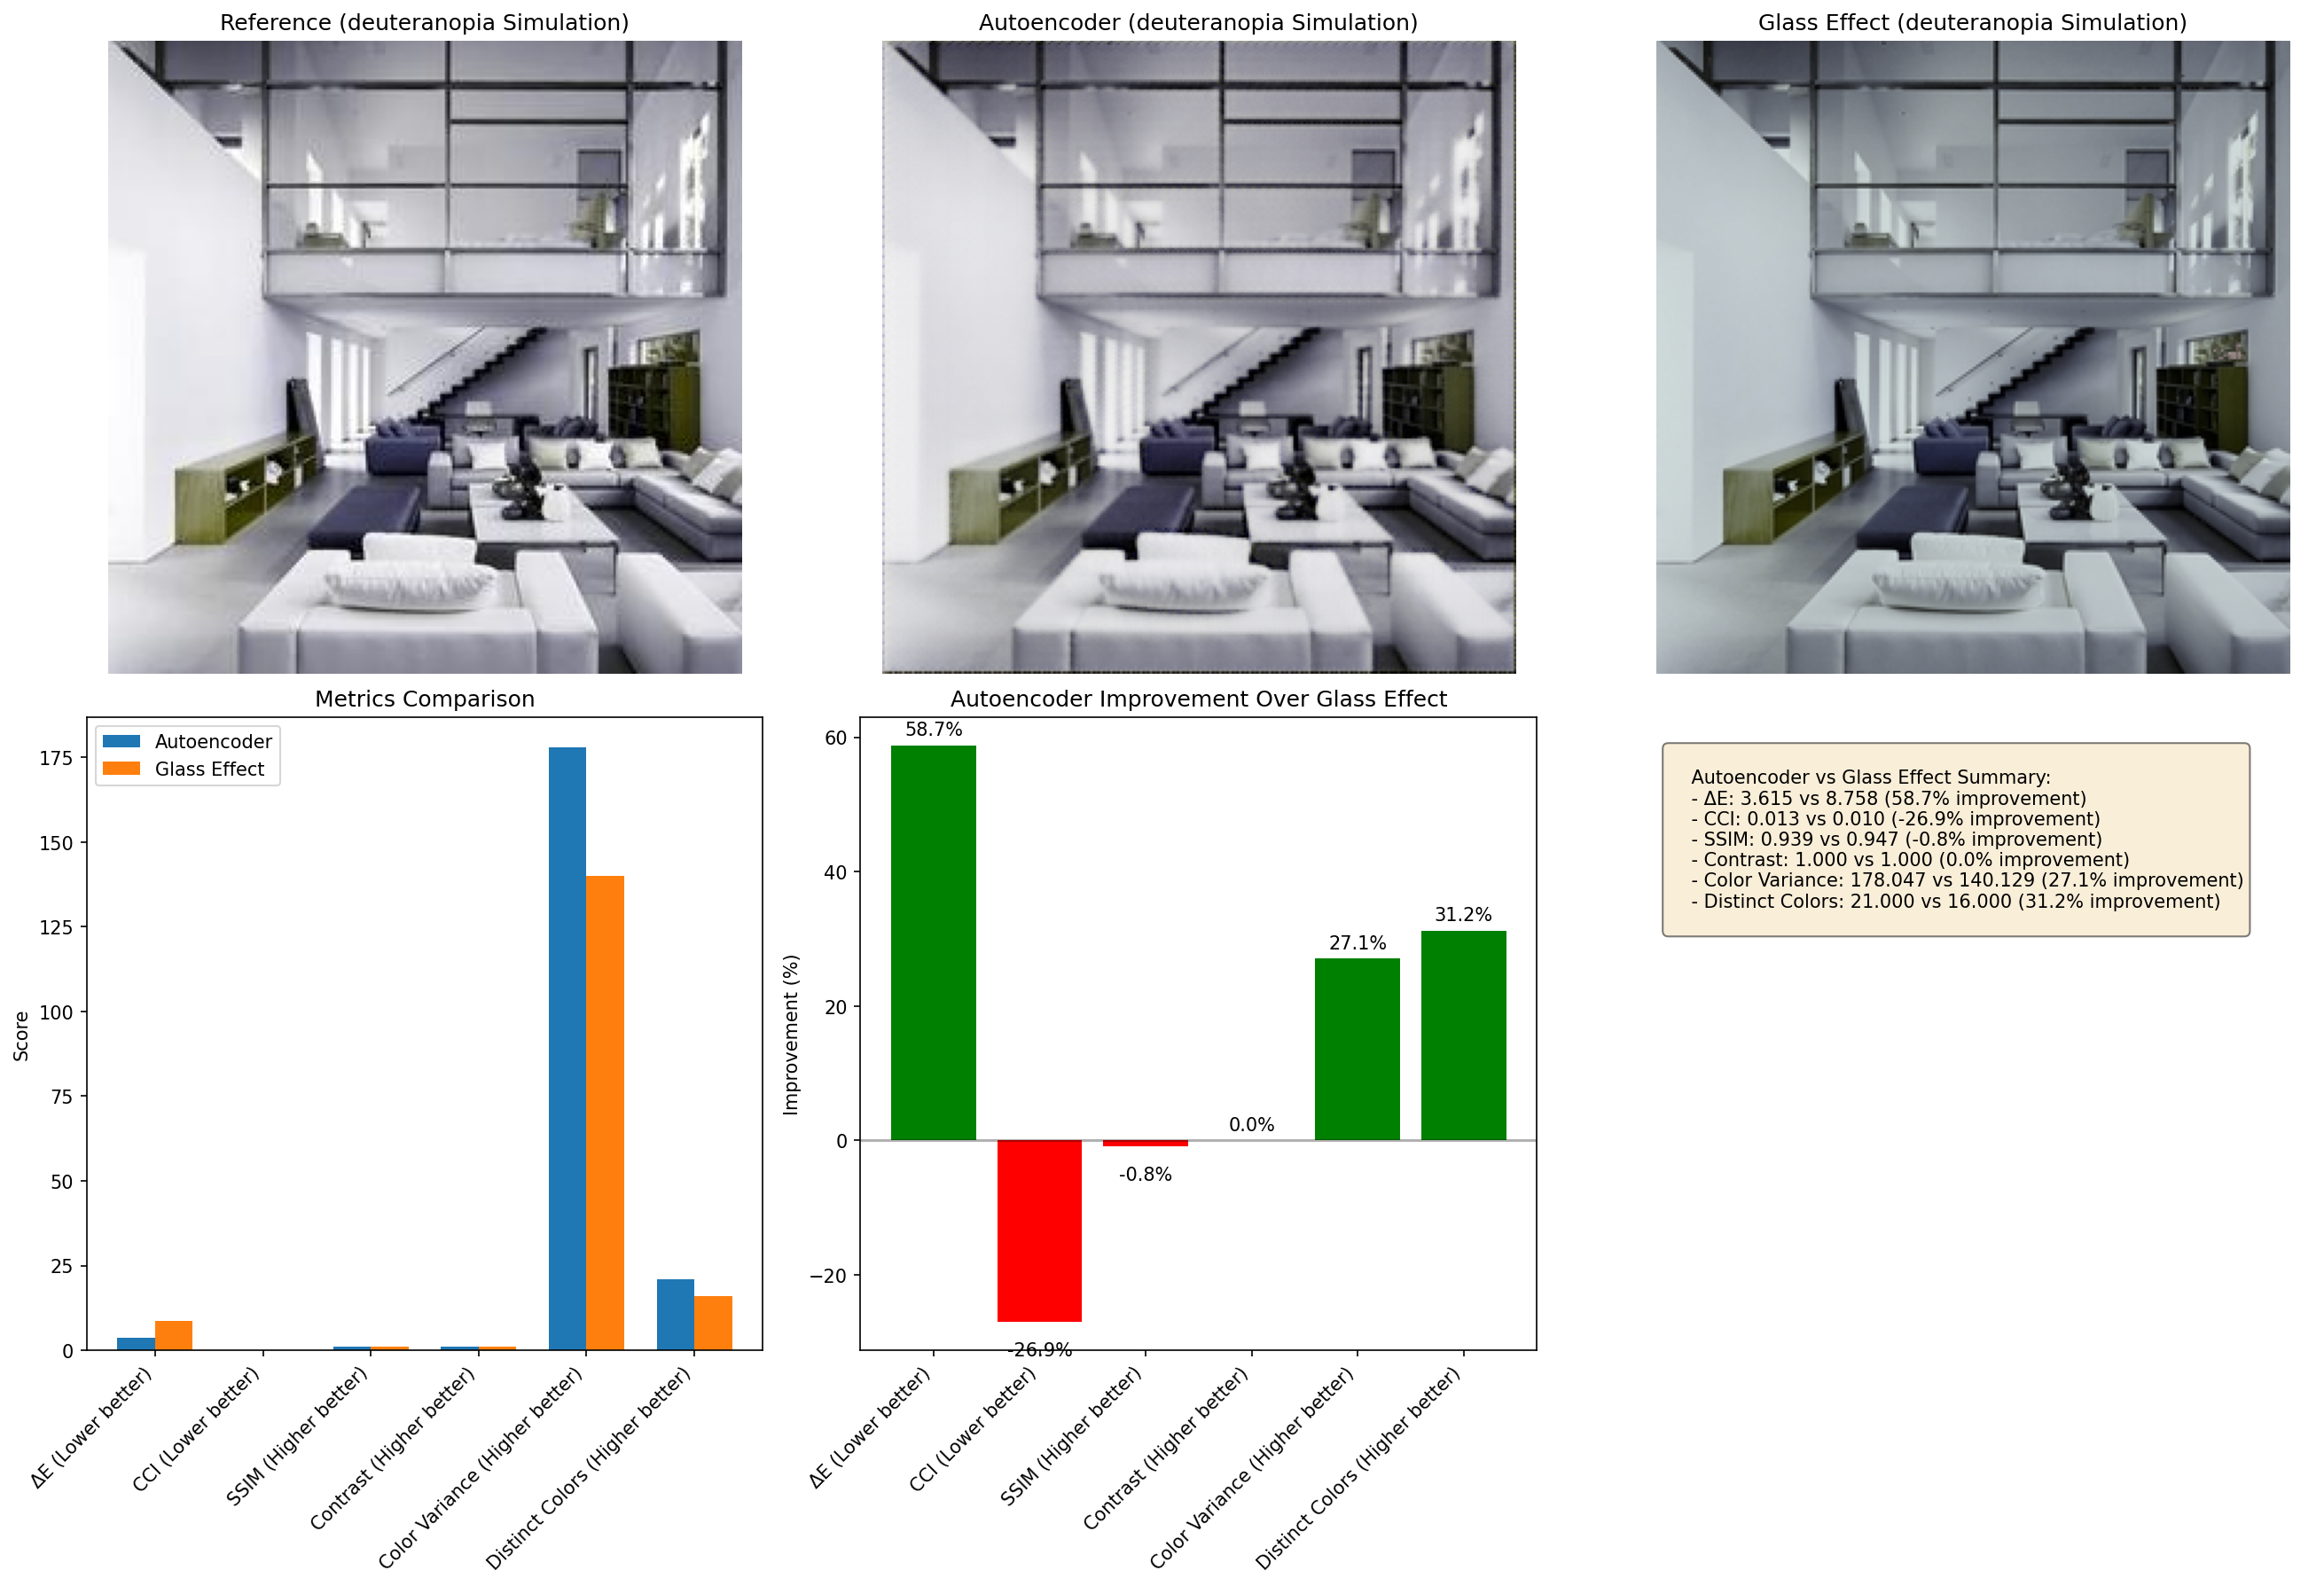 Reference (deuteranopia Simulation)
Autoencoder (deuteranopia Simulation)
Glass Effect (deuteranopia Simulation)
Metrics Comparison
Autoencoder
Glass Effect
Score
175
150
125
100
75
50
25
0
ΔE (Lower better)
CCI (Lower better)
SSIM (Higher better)
Contrast (Higher better)
Color Variance (Higher better)
Distinct Colors (Higher better)
Autoencoder Improvement Over Glass Effect
Improvement (%)
60
40
20
0
−20
58.7%
-26.9%
-0.8%
0.0%
27.1%
31.2%
ΔE (Lower better)
CCI (Lower better)
SSIM (Higher better)
Contrast (Higher better)
Color Variance (Higher better)
Distinct Colors (Higher better)
Autoencoder vs Glass Effect Summary:
- ΔE: 3.615 vs 8.758 (58.7% improvement)
- CCI: 0.013 vs 0.010 (-26.9% improvement)
- SSIM: 0.939 vs 0.947 (-0.8% improvement)
- Contrast: 1.000 vs 1.000 (0.0% improvement)
- Color Variance: 178.047 vs 140.129 (27.1% improvement)
- Distinct Colors: 21.000 vs 16.000 (31.2% improvement)